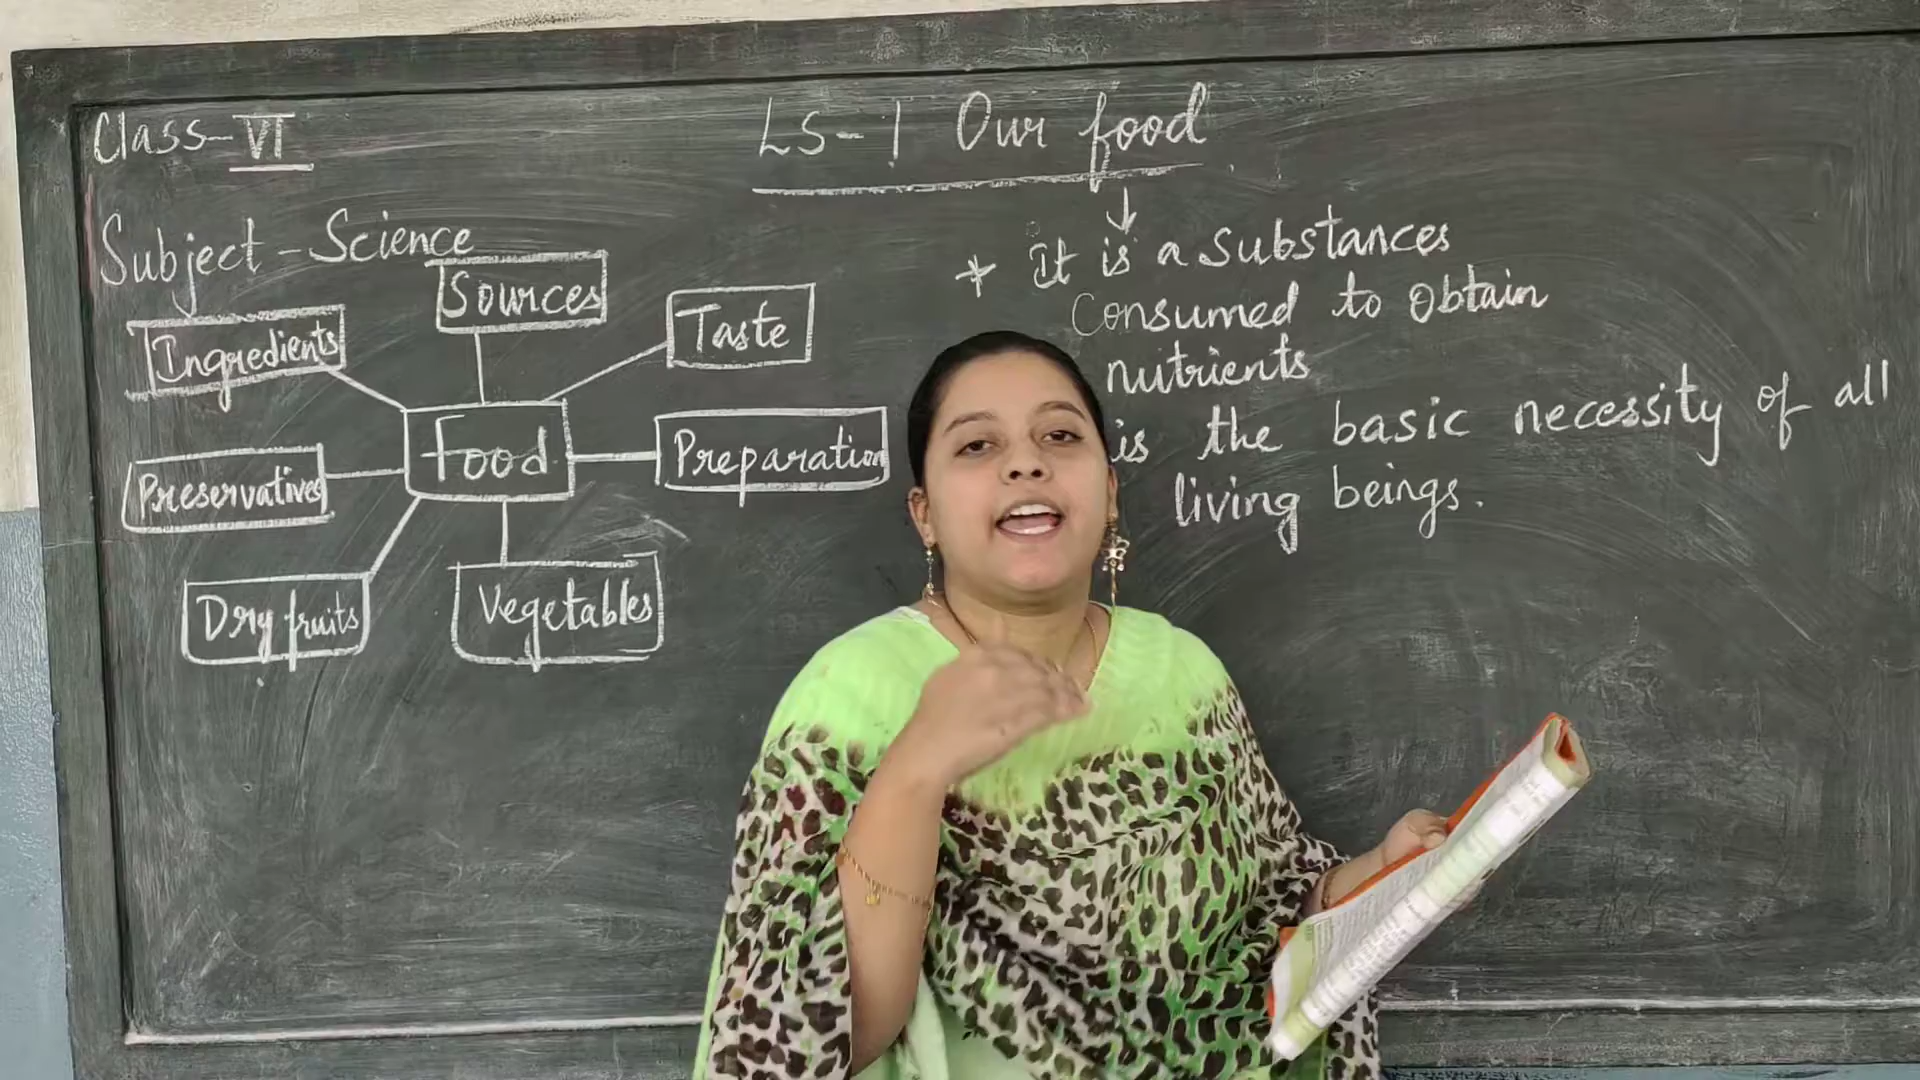 Class-VI
LS-1 Our food
Subject-Science
Sources
Taste
Ingredients
Food
Preparation
Preservatives
Dry fruits
Vegetables
* It is a Substances
Consumed to Obtain
nutrients
is the basic necessity of all
living beings.